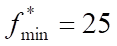 f*min = 25